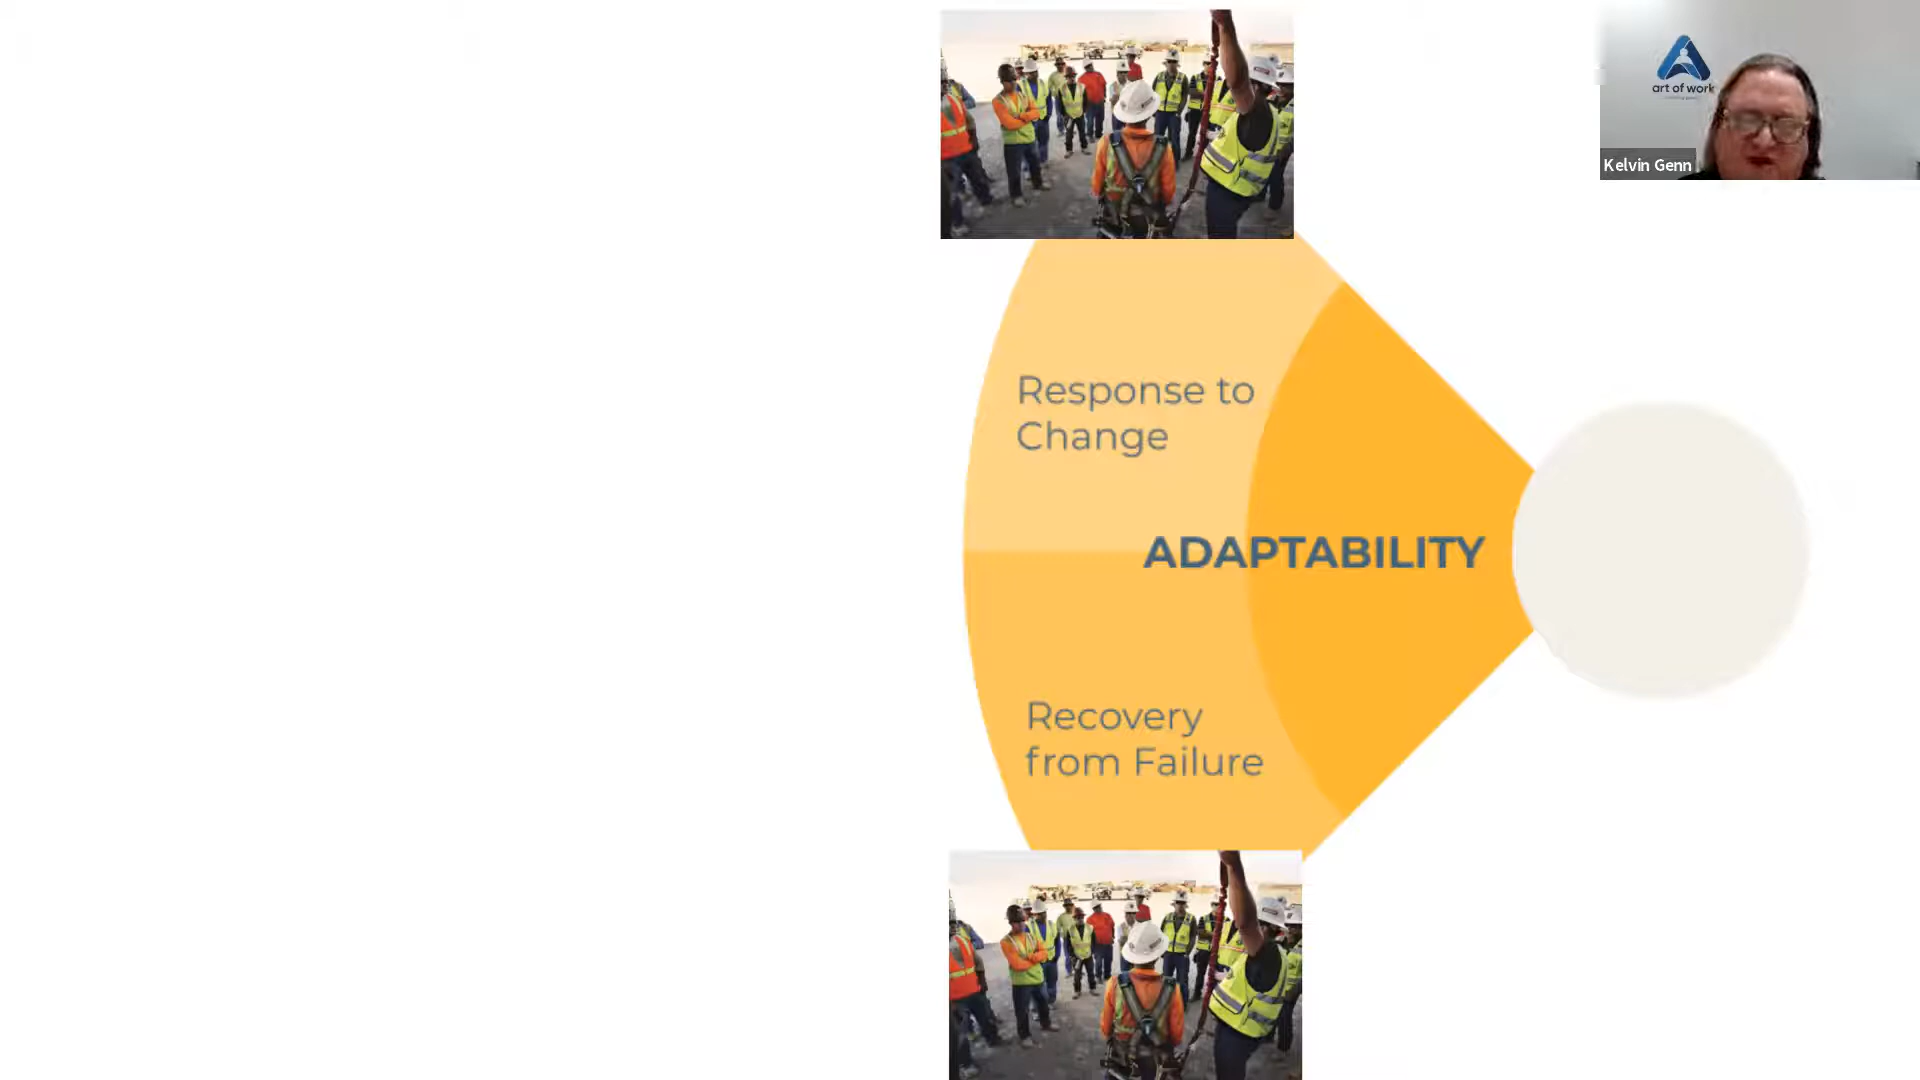 art of work
Kelvin Genn
Response to
Change
ADAPTABILITY
Recovery
from Failure